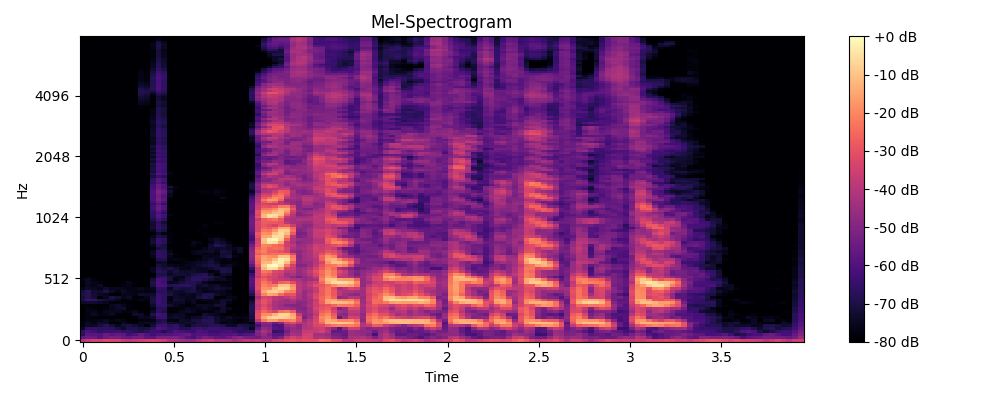 Mel-Spectrogram
+0 dB
-10 dB
-20 dB
-30 dB
-40 dB
-50 dB
-60 dB
-70 dB
-80 dB
4096
2048
1024
512
0
Hz
0 0.5 1 1.5 2 2.5 3 3.5
Time